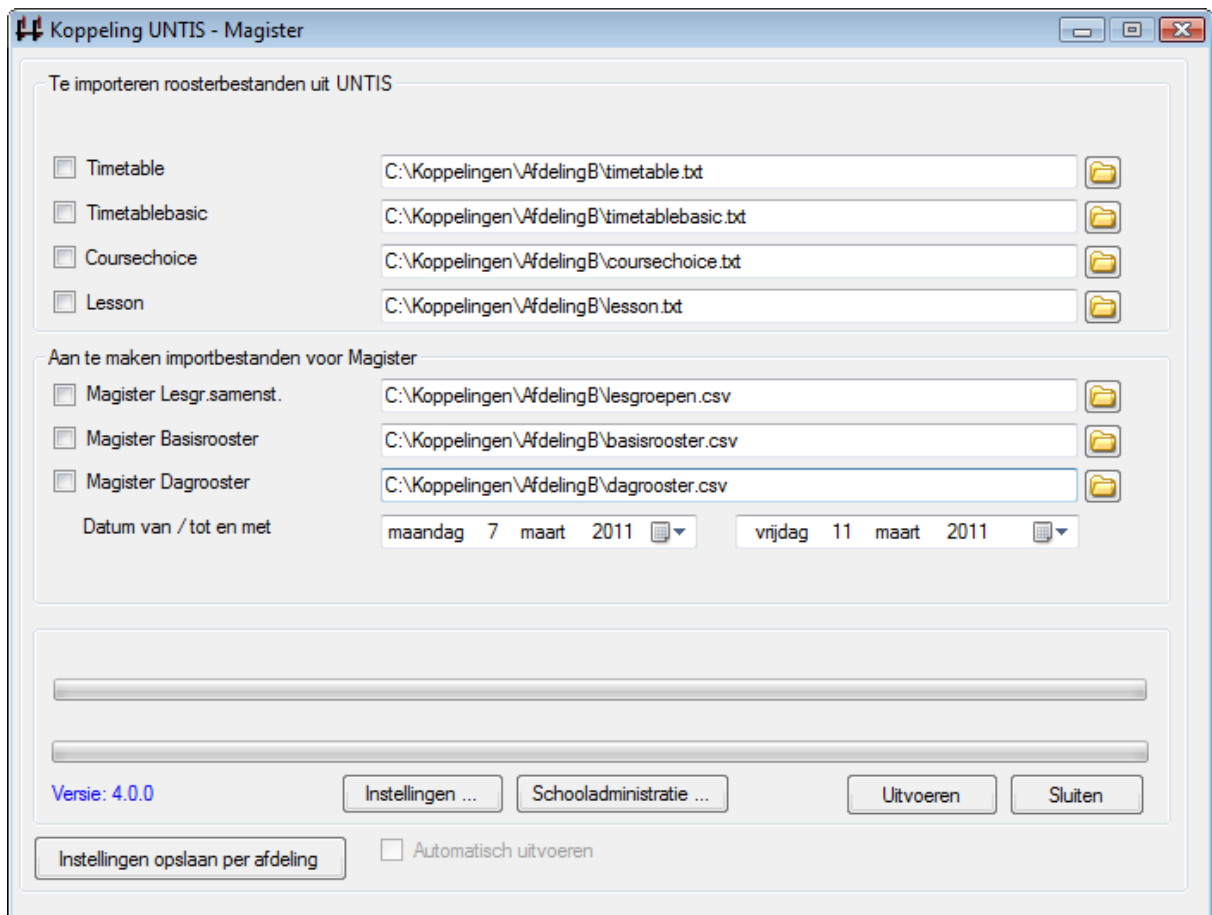 Koppeling UNTIS - Magister
Te importeren roosterbestanden uit UNTIS
Timetable C:\Koppelingen\AfdelingB\timetable.txt
Timetablebasic C:\Koppelingen\AfdelingB\timetablebasic.txt
Coursechoice C:\Koppelingen\AfdelingB\coursechoice.txt
Lesson C:\Koppelingen\AfdelingB\lesson.txt
Aan te maken importbestanden voor Magister
Magister Lesgr.samenst. C:\Koppelingen\AfdelingB\lesgroepen.csv
Magister Basisrooster C:\Koppelingen\AfdelingB\basisrooster.csv
Magister Dagrooster C:\Koppelingen\AfdelingB\dagrooster.csv
Datum van / tot en met maandag 7 maart 2011 vrijdag 11 maart 2011
Versie: 4.0.0 Instellingen ... Schooladministratie ... Uitvoeren Sluiten
Instellingen opslaan per afdeling Automatisch uitvoeren